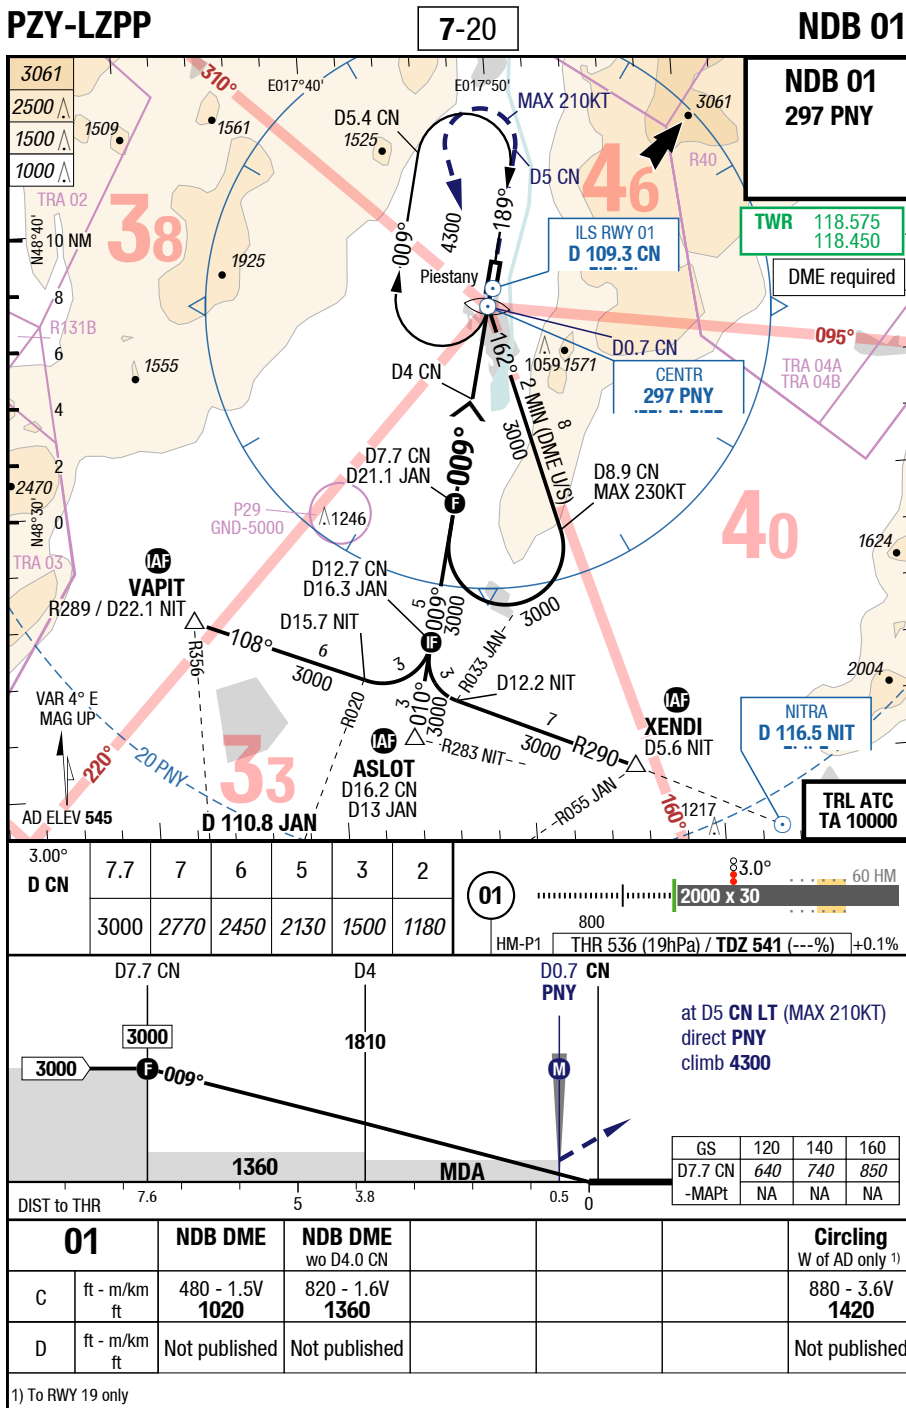 PZY-LZPP
7-20
NDB 01
3061
2500
1500
1000
310°
E017°40'
E017°50'
MAX 210KT
3061
NDB 01
297 PNY
1509
1561
D5.4 CN
1525
D5 CN
46
R40
TRA 02
38
N48°40'
10 NM
009°
4300
189°
ILS RWY 01
D 109.3 CN
TWR 118.575
118.450
DME required
1925
Piestany
8
R131B
6
1555
162°
D0.7 CN
095°
1059
1571
TRA 04A
TRA 04B
D4 CN
CENTR
297 PNY
4
2 MIN (DME U/S)
8
3000
009°
D7.7 CN
D21.1 JAN
2
D8.9 CN
MAX 230KT
2470
F
P29
GND-5000
1246
N48°30'
0
40
1624
TRA 03
IAF
VAPIT
R289 / D22.1 NIT
D12.7 CN
D16.3 JAN
5
009°
3000
3000
D15.7 NIT
IF
108°
6
3000
3
3
R033 JAN
R356
R020
D12.2 NIT
2004
VAR 4° E
MAG UP
3
010°
3000
7
IAF
XENDI
D5.6 NIT
NITRA
D 116.5 NIT
R283 NIT
3000
R290
220°
20 PNY
33
IAF
ASLOT
D16.2 CN
D13 JAN
R055 JAN
160°
1217
AD ELEV 545
D 110.8 JAN
TRL ATC
TA 10000
3.00°
D CN
7.7 7 6 5 3 2
3000 2770 2450 2130 1500 1180
01
3.0°
60 HM
2000 x 30
800
HM-P1
THR 536 (19hPa) / TDZ 541 (---%)
+0.1%
D7.7 CN
D4
D0.7 CN
PNY
at D5 CN LT (MAX 210KT)
direct PNY
climb 4300
3000
1810
3000
F
009°
M
1360
MDA
GS 120 140 160
D7.7 CN 640 740 850
-MAPt NA NA NA
DIST to THR
7.6
5
3.8
0.5
0
01
NDB DME
NDB DME
wo D4.0 CN
Circling
W of AD only 1)
C
ft - m/km
ft
480 - 1.5V
1020
820 - 1.6V
1360
880 - 3.6V
1420
D
ft - m/km
ft
Not published
Not published
Not published
1) To RWY 19 only